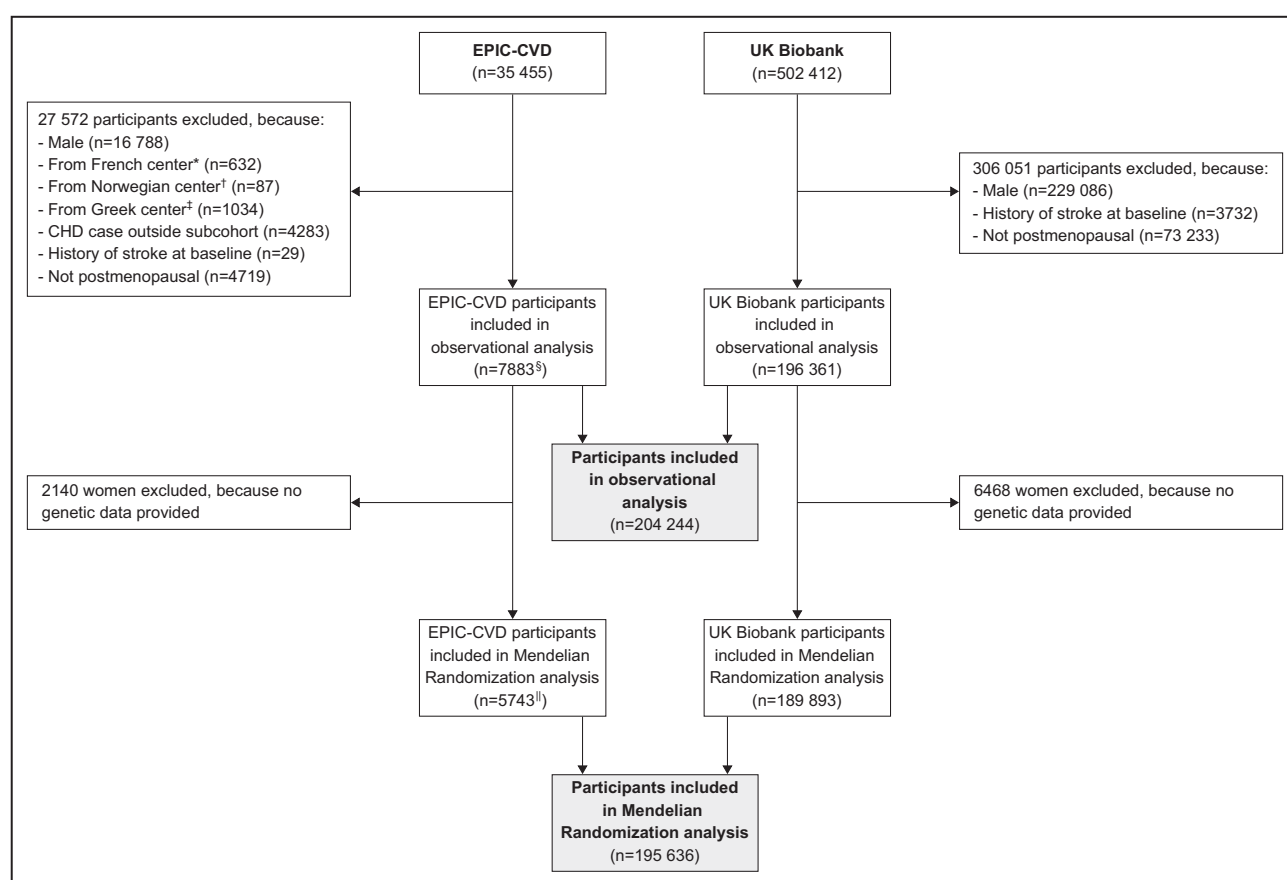 EPIC-CVD
(n=35 455)
UK Biobank
(n=502 412)
27 572 participants excluded, because:
- Male (n=16 788)
- From French center* (n=632)
- From Norwegian center† (n=87)
- From Greek center‡ (n=1034)
- CHD case outside subcohort (n=4283)
- History of stroke at baseline (n=29)
- Not postmenopausal (n=4719)
306 051 participants excluded, because:
- Male (n=229 086)
- History of stroke at baseline (n=3732)
- Not postmenopausal (n=73 233)
EPIC-CVD participants
included in
observational analysis
(n=7883§)
UK Biobank participants
included in
observational analysis
(n=196 361)
Participants included
in observational
analysis
(n=204 244)
2140 women excluded, because no
genetic data provided
6468 women excluded, because no
genetic data provided
EPIC-CVD participants
included in Mendelian
Randomization analysis
(n=5743||)
UK Biobank participants
included in Mendelian
Randomization analysis
(n=189 893)
Participants included
in Mendelian
Randomization analysis
(n=195 636)